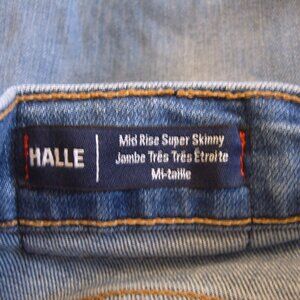 HALLE
Mid Rise Super Skinny
Jambe Très Très Étroite
Mi-taille